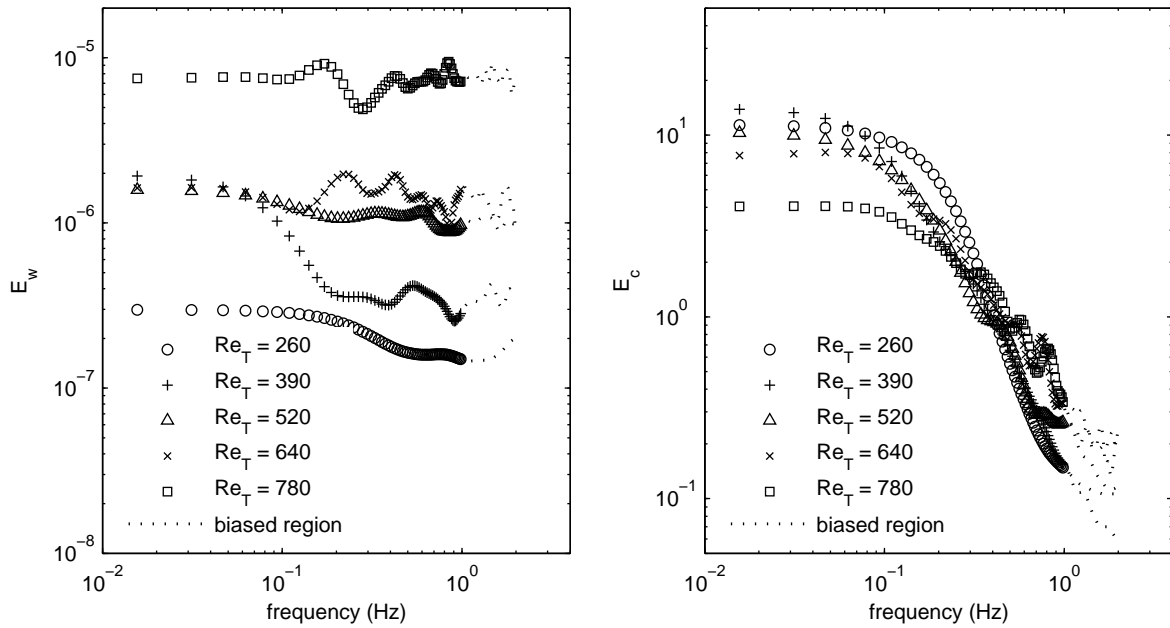 10^−5
10^−6
10^−7
10^−8
E_w
Re_T = 260
Re_T = 390
Re_T = 520
Re_T = 640
Re_T = 780
biased region
10^−2
10^−1
10^0
frequency (Hz)
10^1
10^0
10^−1
E_c
Re_T = 260
Re_T = 390
Re_T = 520
Re_T = 640
Re_T = 780
biased region
10^−2
10^−1
10^0
frequency (Hz)